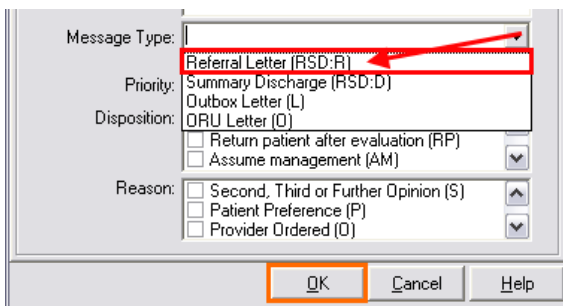 Message Type:
Referral Letter (RSD:R)
Priority: Summary Discharge (RSD:D)
Outbox Letter (L)
Disposition: ORU Letter (O)
Return patient after evaluation (RP)
Assume management (AM)
Reason: Second, Third or Further Opinion (S)
Patient Preference (P)
Provider Ordered (O)
OK Cancel Help